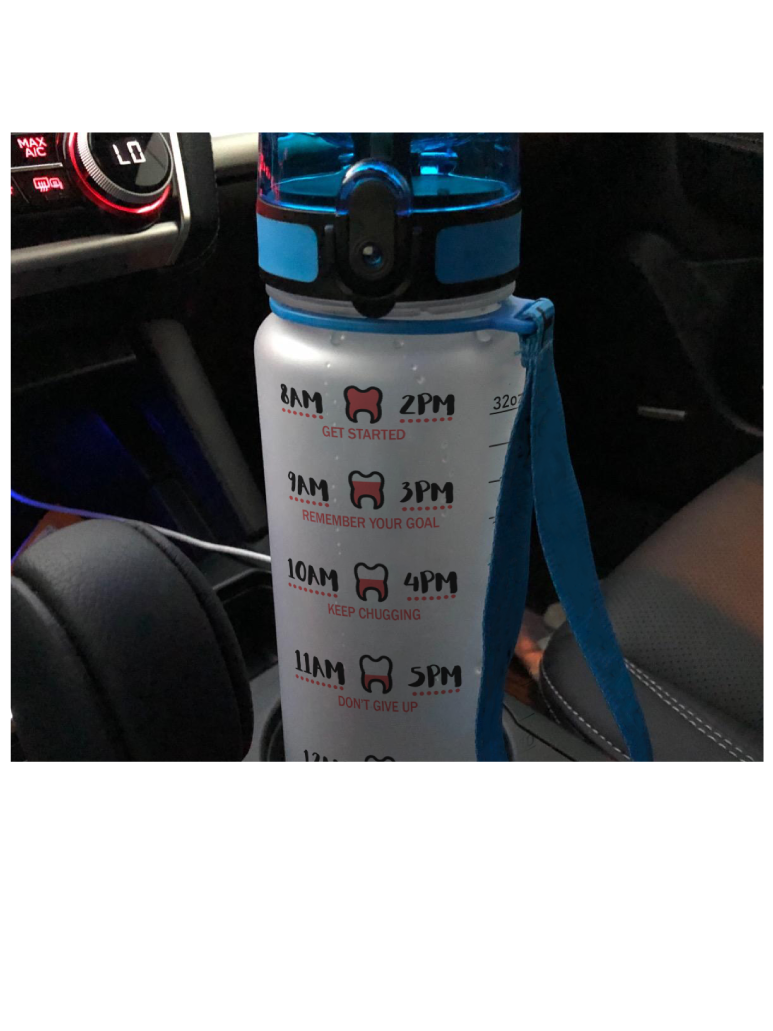 MAX
A/C
LO
8AM 2PM
32oz
GET STARTED
9AM 3PM
REMEMBER YOUR GOAL
10AM 4PM
KEEP CHUGGING
11AM 5PM
DON'T GIVE UP